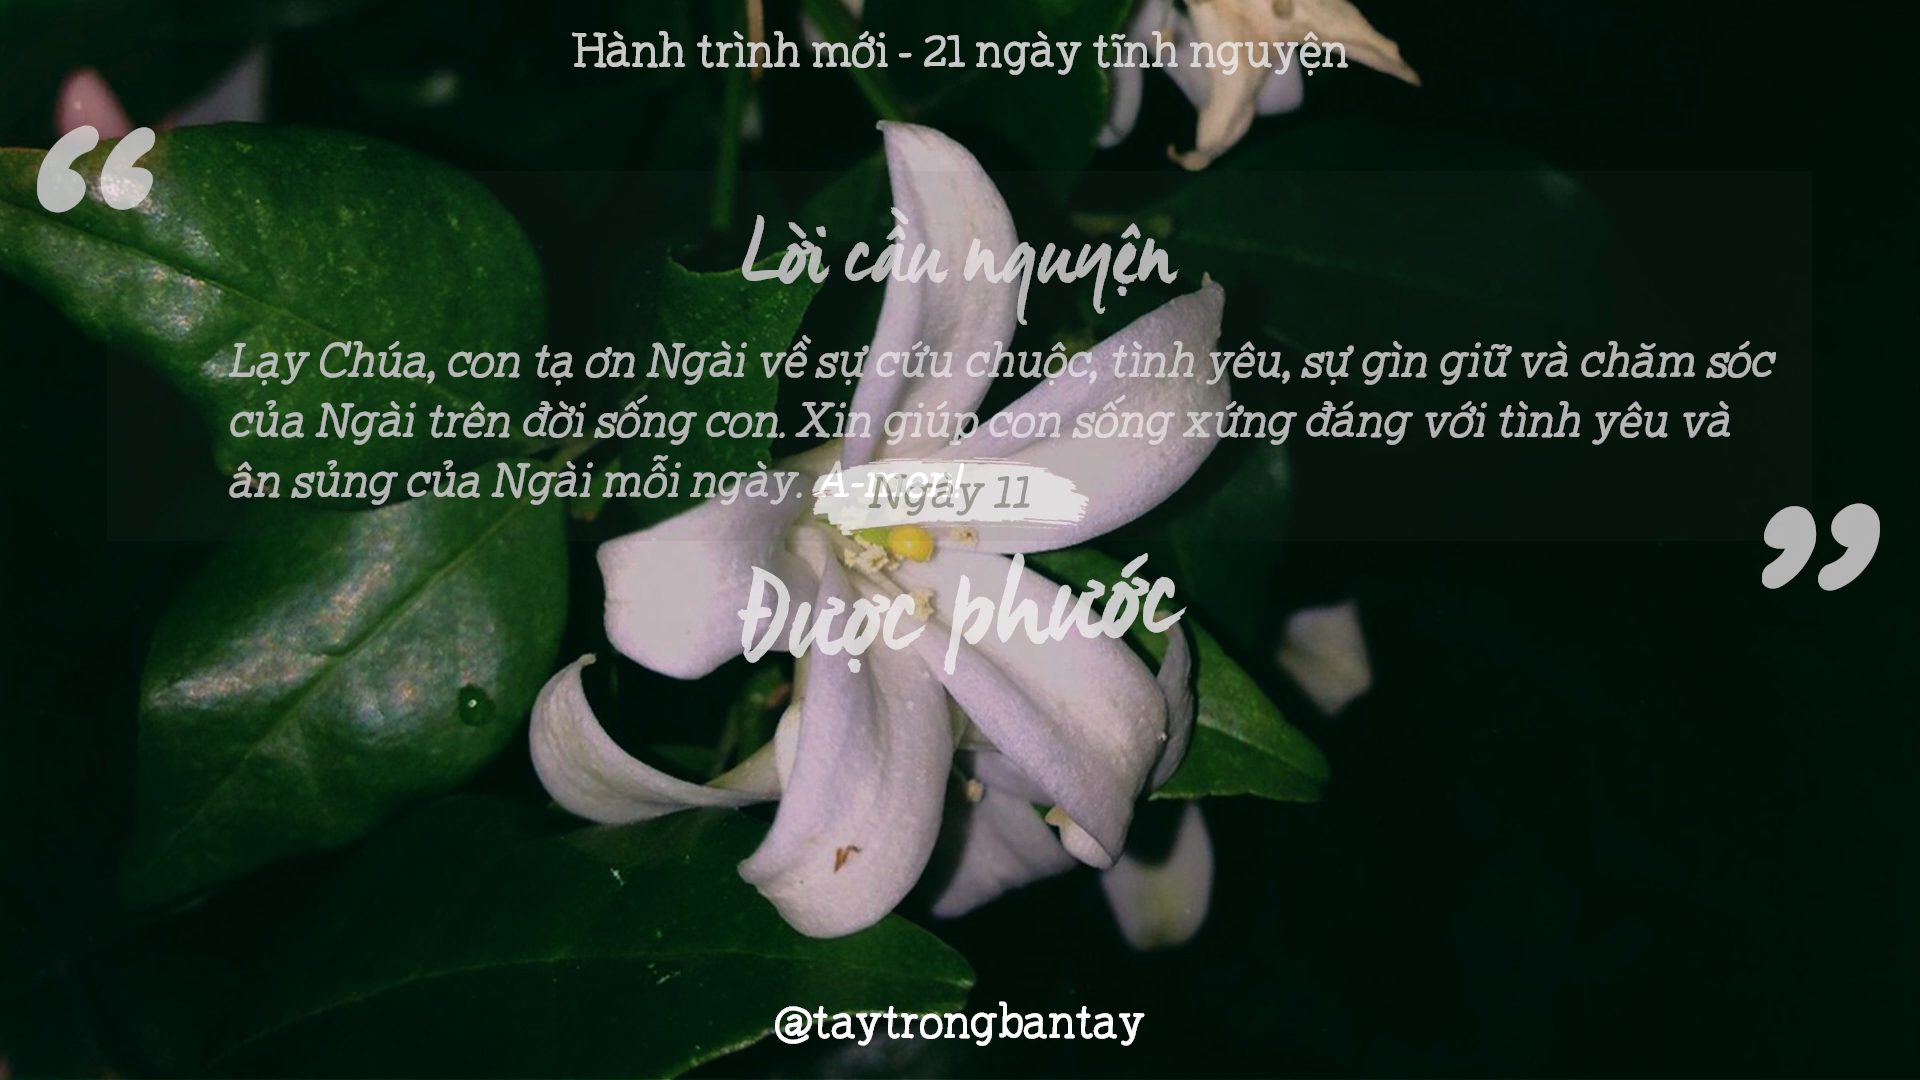 Hành trình mới - 21 ngày tĩnh nguyện
Lời cầu nguyện
Lạy Chúa, con tạ ơn Ngài về sự cứu chuộc, tình yêu, sự gìn giữ và chăm sóc
của Ngài trên đời sống con. Xin giúp con sống xứng đáng với tình yêu và
ân sủng của Ngài mỗi ngày. A-men!
Ngày 11
Được phước
@taytrongbantay